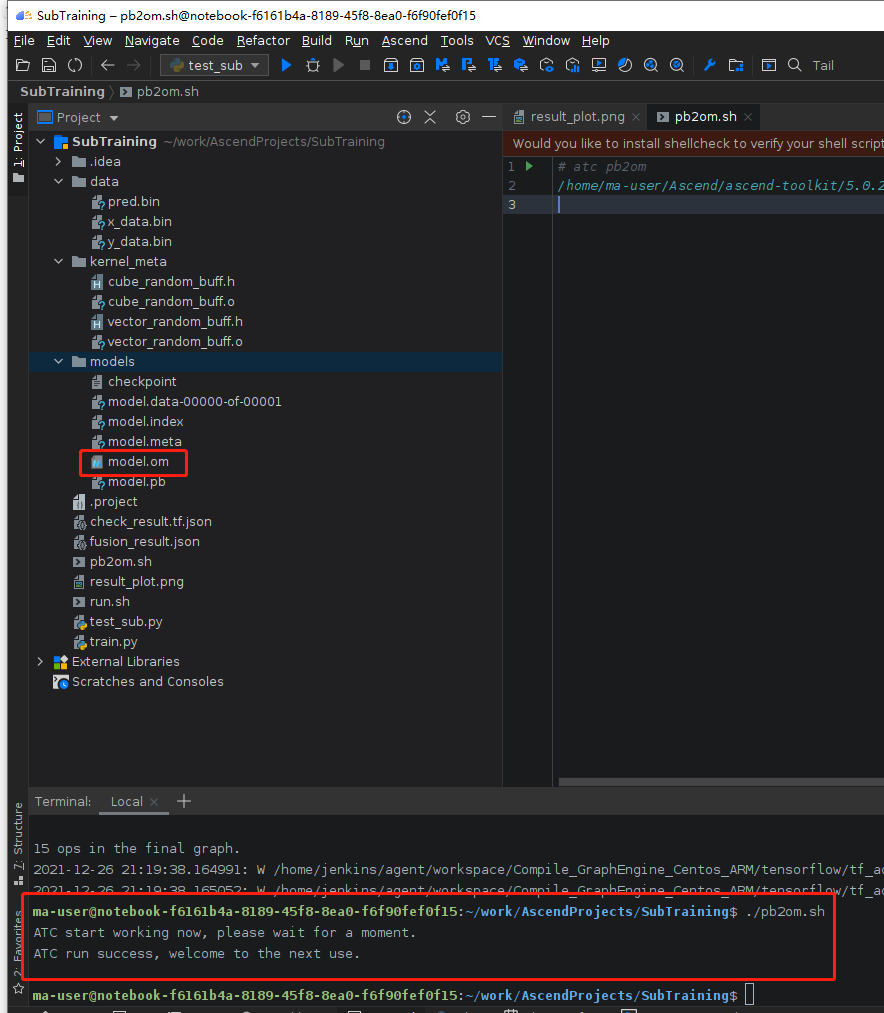 SubTraining – pb2om.sh@notebook-f6161b4a-8189-45f8-8ea0-f6f90fef0f15
File Edit View Navigate Code Refactor Build Run Ascend Tools VCS Window Help
test_sub Tail
SubTraining pb2om.sh
1: Project
Project
result_plot.png pb2om.sh
SubTraining ~/work/AscendProjects/SubTraining
Would you like to install shellcheck to verify your shell script
.idea
1 # atc pb2om
data
2 /home/ma-user/Ascend/ascend-toolkit/5.0.2
pred.bin
3
x_data.bin
y_data.bin
kernel_meta
cube_random_buff.h
cube_random_buff.o
vector_random_buff.h
vector_random_buff.o
models
checkpoint
model.data-00000-of-00001
model.index
model.meta
model.om
model.pb
.project
check_result.tf.json
fusion_result.json
pb2om.sh
result_plot.png
run.sh
test_sub.py
train.py
External Libraries
Scratches and Consoles
Terminal: Local
7: Structure
15 ops in the final graph.
2021-12-26 21:19:38.164991: W /home/jenkins/agent/workspace/Compile_GraphEngine_Centos_ARM/tensorflow/tf_ad
2021-12-26 21:19:38.165052: W /home/jenkins/agent/workspace/Compile_GraphEngine_Centos_ARM/tensorflow/tf_ad
2: Favorites
ma-user@notebook-f6161b4a-8189-45f8-8ea0-f6f90fef0f15:~/work/AscendProjects/SubTraining$ ./pb2om.sh
ATC start working now, please wait for a moment.
ATC run success, welcome to the next use.
ma-user@notebook-f6161b4a-8189-45f8-8ea0-f6f90fef0f15:~/work/AscendProjects/SubTraining$